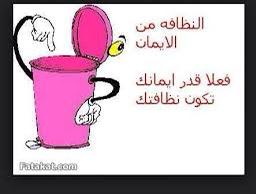 النظافه من
الايمان
فعلا قدر ايمانك
تكون نظافتك
Fatakat.com